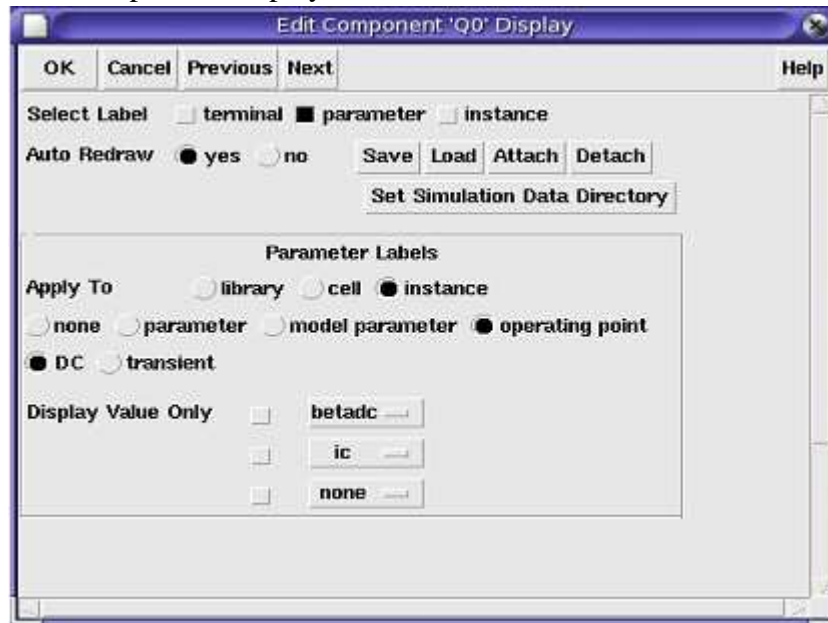 Edit Component 'Q0' Display
OK Cancel Previous Next Help
Select Label terminal parameter instance
Auto Redraw yes no Save Load Attach Detach
Set Simulation Data Directory
Parameter Labels
Apply To library cell instance
none parameter model parameter operating point
DC transient
Display Value Only betadc
ic
none